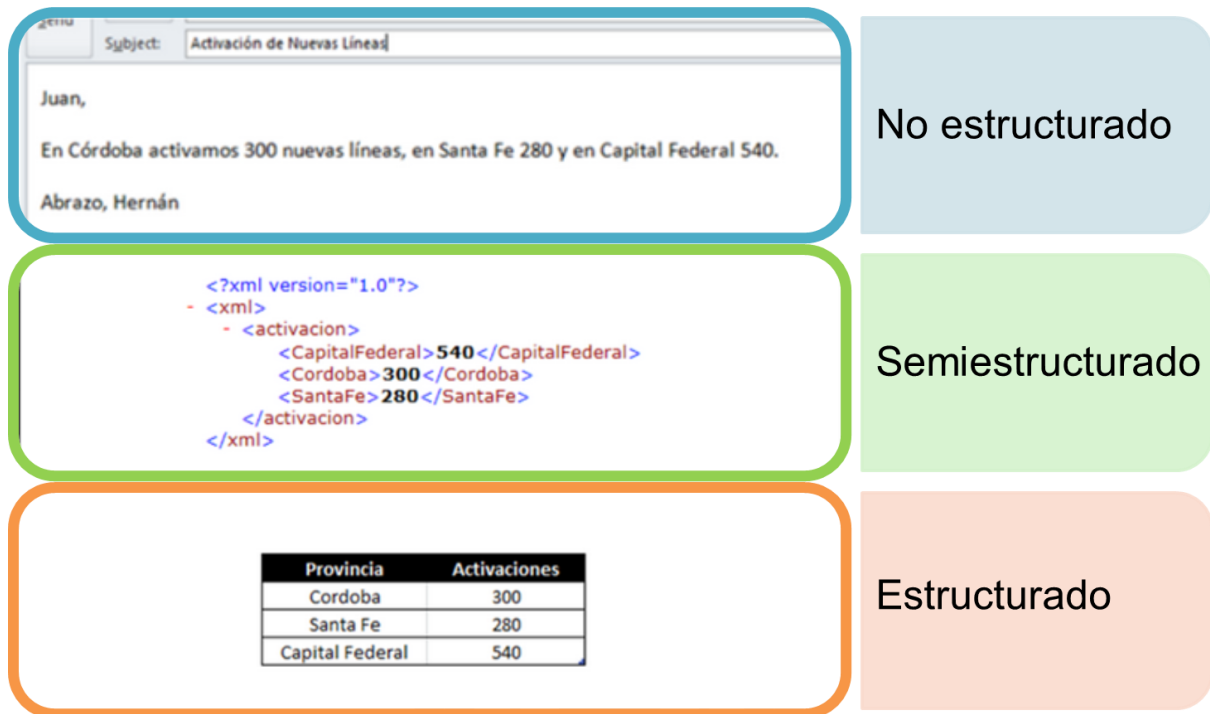 Subject: Activación de Nuevas Líneas
Juan,
En Córdoba activamos 300 nuevas líneas, en Santa Fe 280 y en Capital Federal 540.
Abrazo, Hernán
No estructurado
<?xml version="1.0"?>
- <xml>
- <activacion>
<CapitalFederal>540</CapitalFederal>
<Cordoba>300</Cordoba>
<SantaFe>280</SantaFe>
</activacion>
</xml>
Semiestructurado
Provincia Activaciones
Cordoba 300
Santa Fe 280
Capital Federal 540
Estructurado